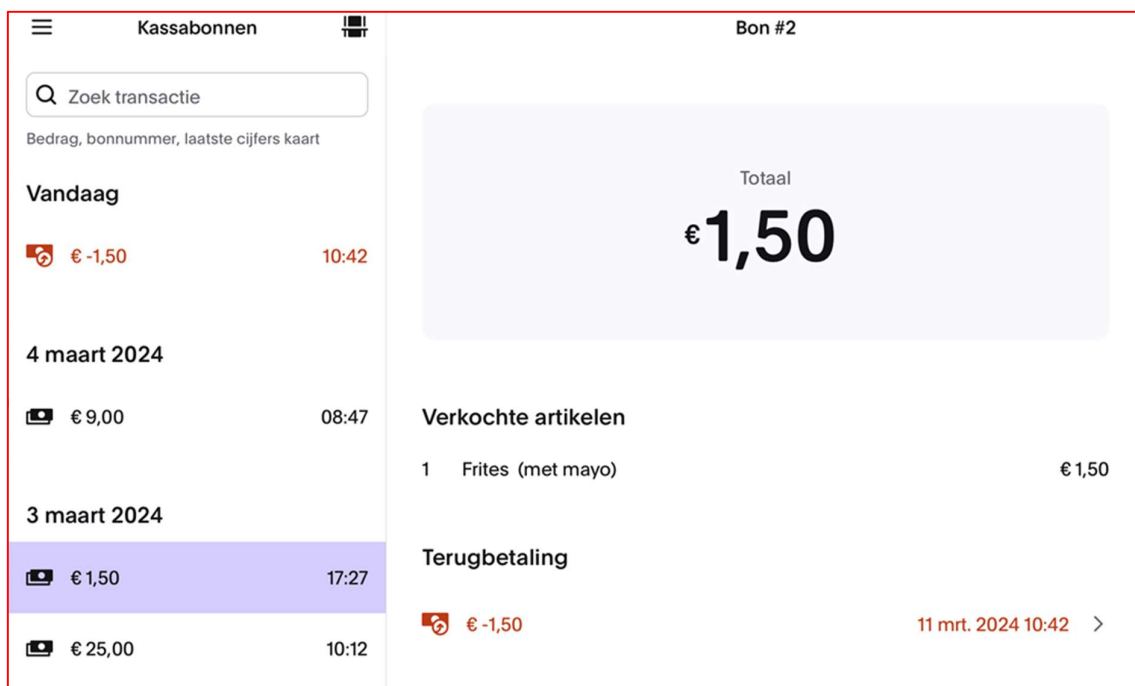 Kassabonnen
Zoek transactie
Bedrag, bonnummer, laatste cijfers kaart
Vandaag
€ -1,50 10:42
4 maart 2024
€ 9,00 08:47
3 maart 2024
€ 1,50 17:27
€ 25,00 10:12
Bon #2
Totaal
€1,50
Verkochte artikelen
1 Frites (met mayo) € 1,50
Terugbetaling
€ -1,50 11 mrt. 2024 10:42